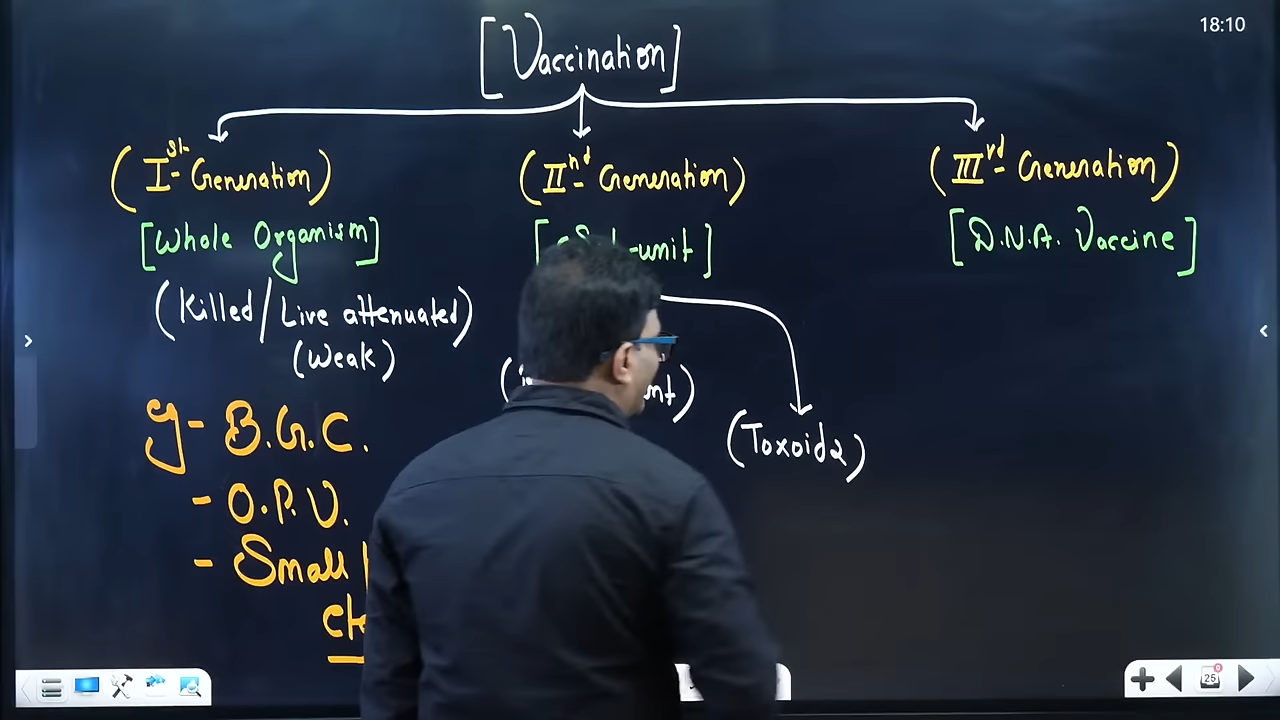 18:10
[Vaccination]
(Ist Generation)
(IInd Generation)
(IIIrd Generation)
[Whole Organism]
unit]
[D.N.A. Vaccine]
(Killed/Live attenuated)
(Weak)
(Toxoids)
- B.G.C.
- O.P.V.
- Small
25